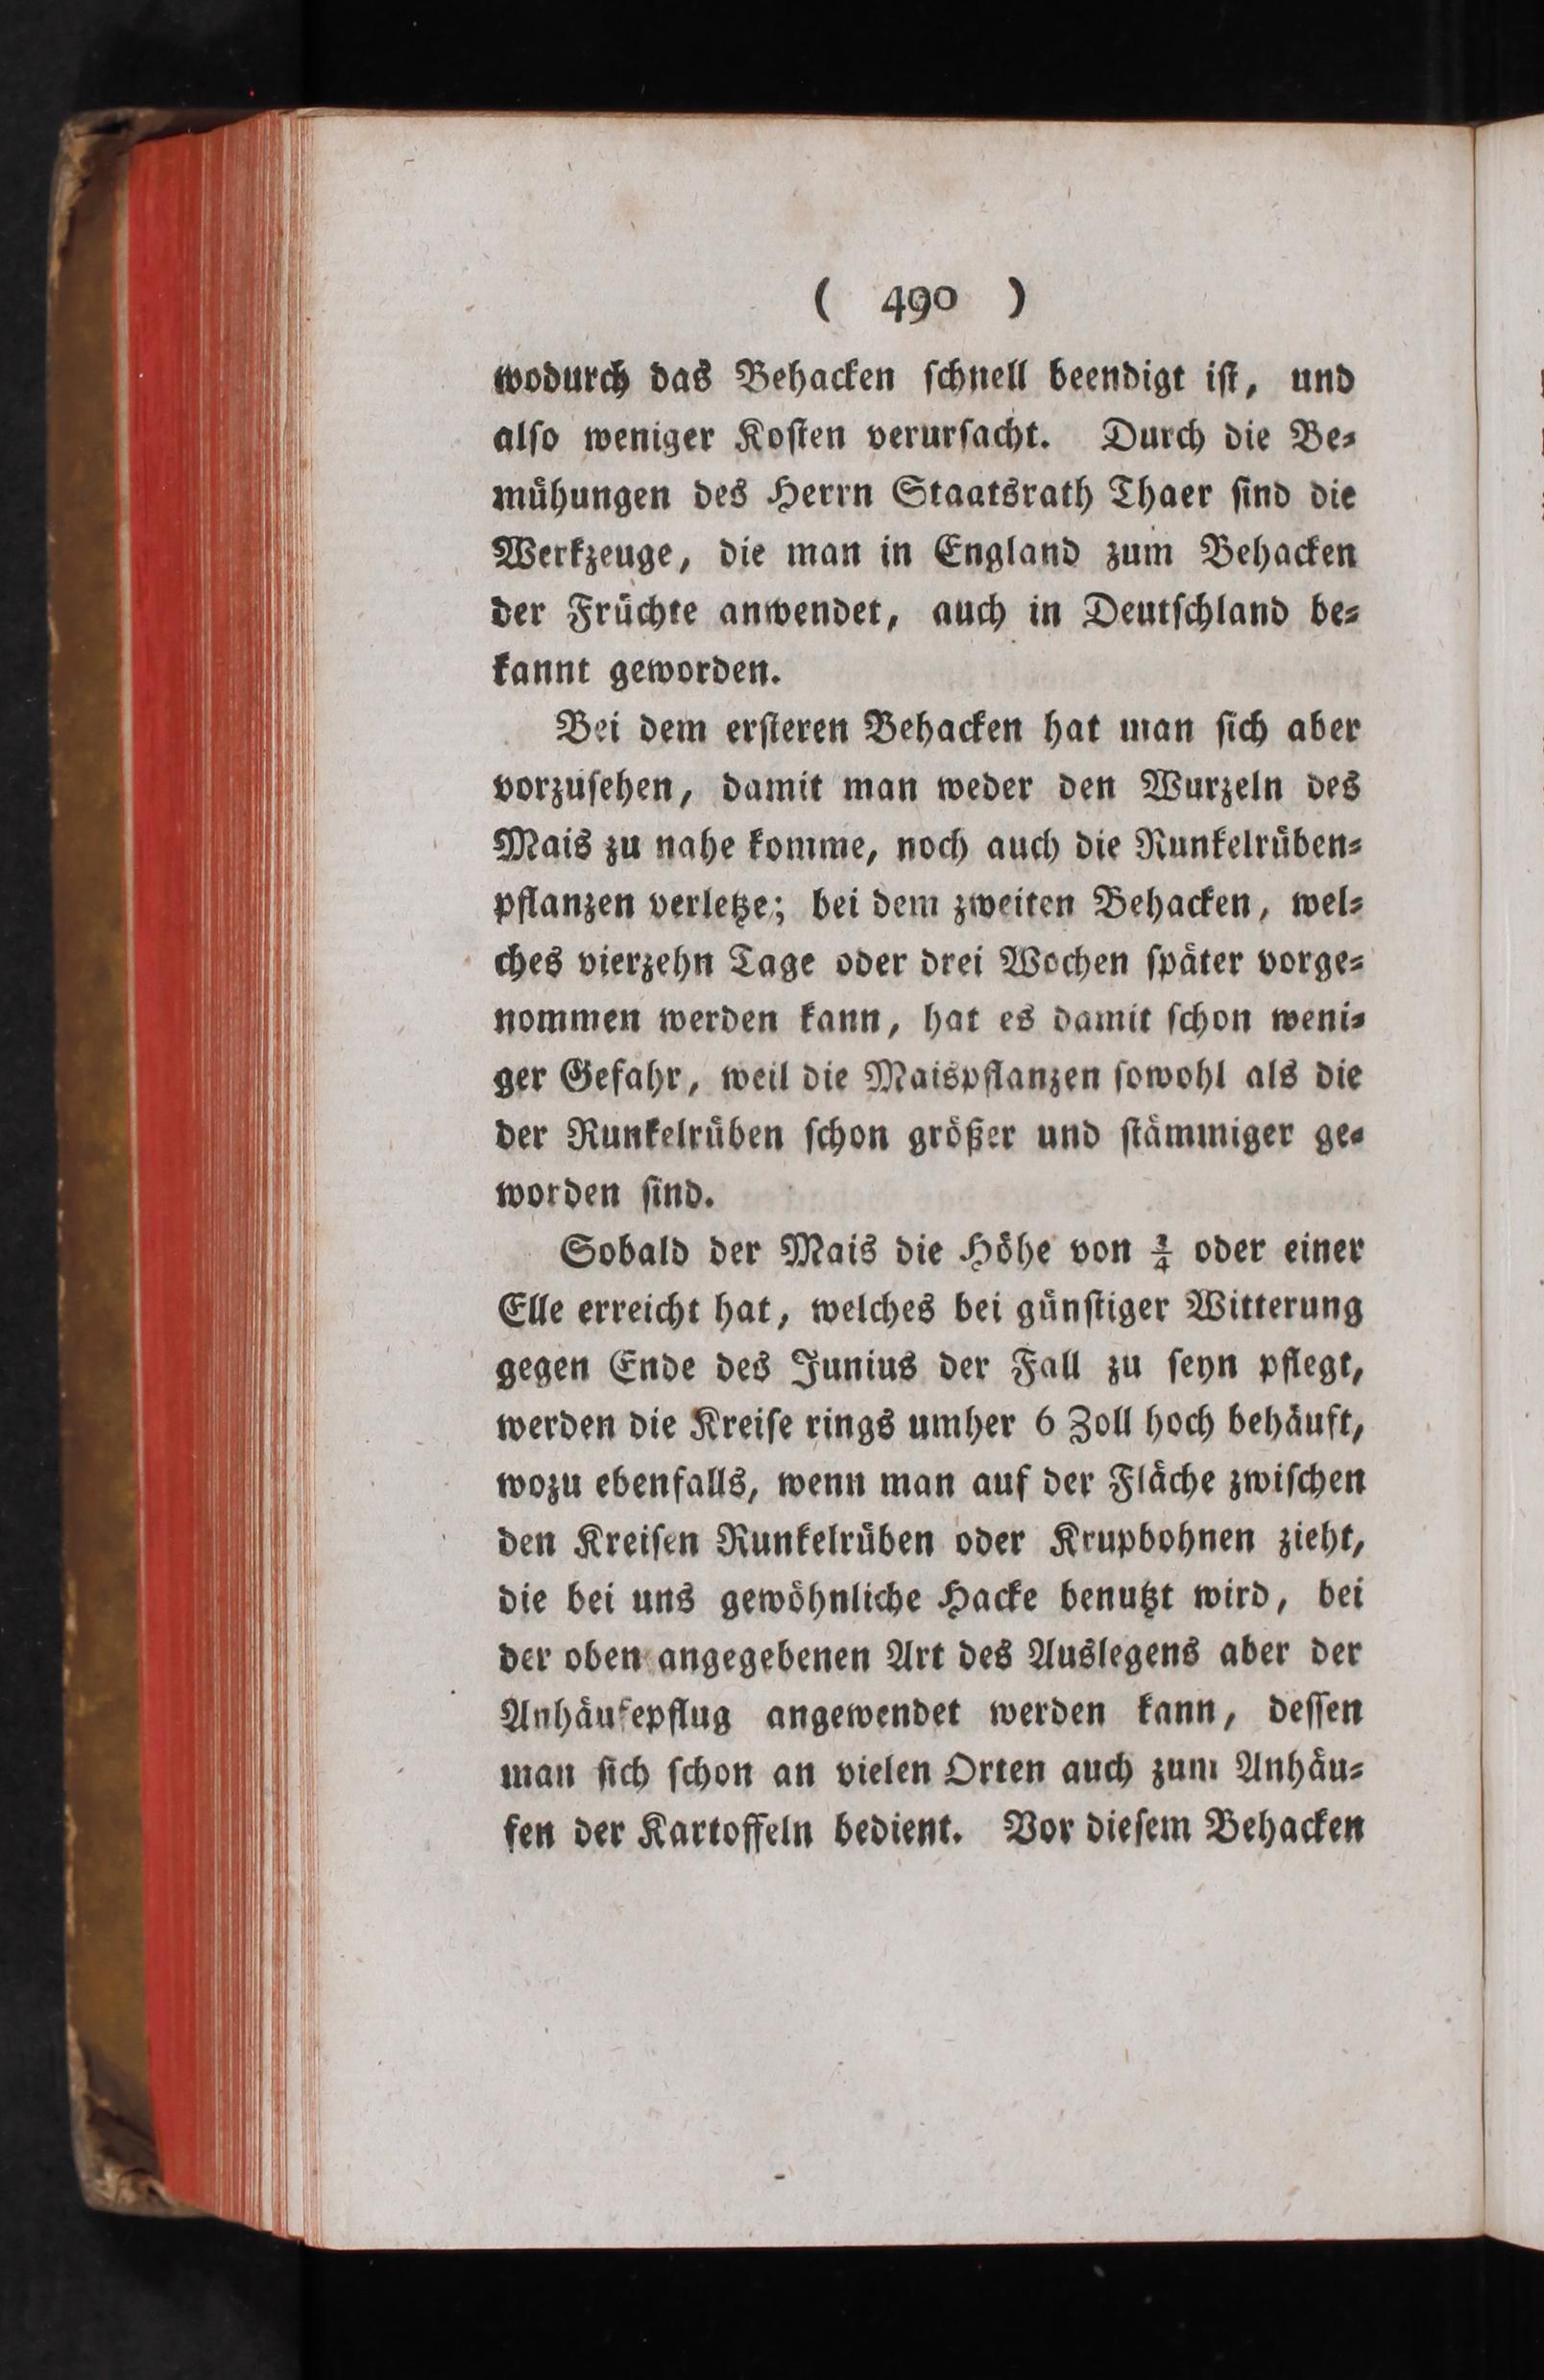 ( 490 )
wodurch das Behacken ſchnell beendigt iſt, und
alſo weniger Koſten verurſacht. Durch die Be⸗
mühungen des Herrn Staatsrath Thaer ſind die
Werkzeuge, die man in England zum Behacken
der Früchte anwendet, auch in Deutſchland be⸗
kannt geworden.
Bei dem erſteren Behacken hat man ſich aber
vorzuſehen, damit man weder den Wurzeln des
Mais zu nahe komme, noch auch die Runkelrüben⸗
pflanzen verletze; bei dem zweiten Behacken, wel⸗
ches vierzehn Tage oder drei Wochen ſpäter vorge⸗
nommen werden kann, hat es damit ſchon weni⸗
ger Gefahr, weil die Maispflanzen ſowohl als die
der Runkelrüben ſchon größer und ſtämmiger ge⸗
worden ſind.
Sobald der Mais die Höhe von ¾ oder einer
Elle erreicht hat, welches bei günſtiger Witterung
gegen Ende des Junius der Fall zu ſeyn pflegt,
werden die Kreiſe rings umher 6 Zoll hoch behäuft,
wozu ebenfalls, wenn man auf der Fläche zwiſchen
den Kreiſen Runkelrüben oder Krupbohnen zieht,
die bei uns gewöhnliche Hacke benutzt wird, bei
der oben angegebenen Art des Auslegens aber der
Anhäufepflug angewendet werden kann, deſſen
man ſich ſchon an vielen Orten auch zum Anhäu⸗
fen der Kartoffeln bedient. Vor dieſem Behacken